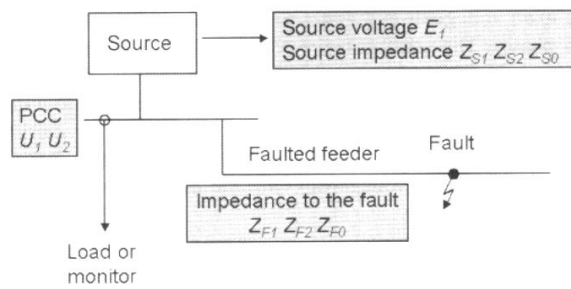 Source
Source voltage E1
Source impedance ZS1 ZS2 ZS0
PCC
U1 U2
Faulted feeder
Fault
Impedance to the fault
ZF1 ZF2 ZF0
Load or
monitor